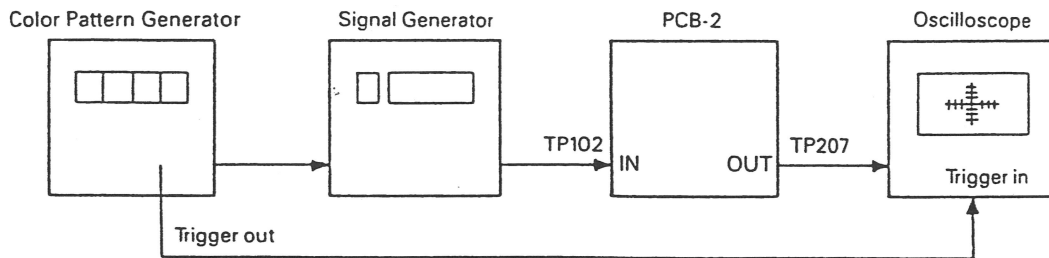 Color Pattern Generator
Signal Generator
PCB-2
Oscilloscope
TP102
TP207
IN
OUT
Trigger in
Trigger out